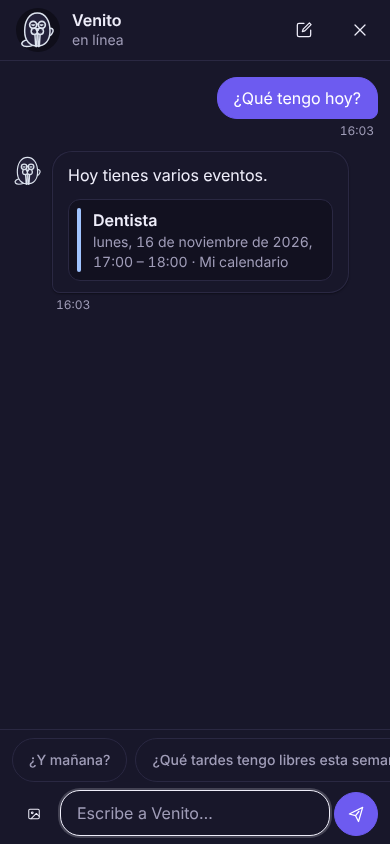 Venito
en línea
¿Qué tengo hoy?
16:03
Hoy tienes varios eventos.
Dentista
lunes, 16 de noviembre de 2026,
17:00 – 18:00 · Mi calendario
16:03
¿Y mañana?
¿Qué tardes tengo libres esta sema
Escribe a Venito...